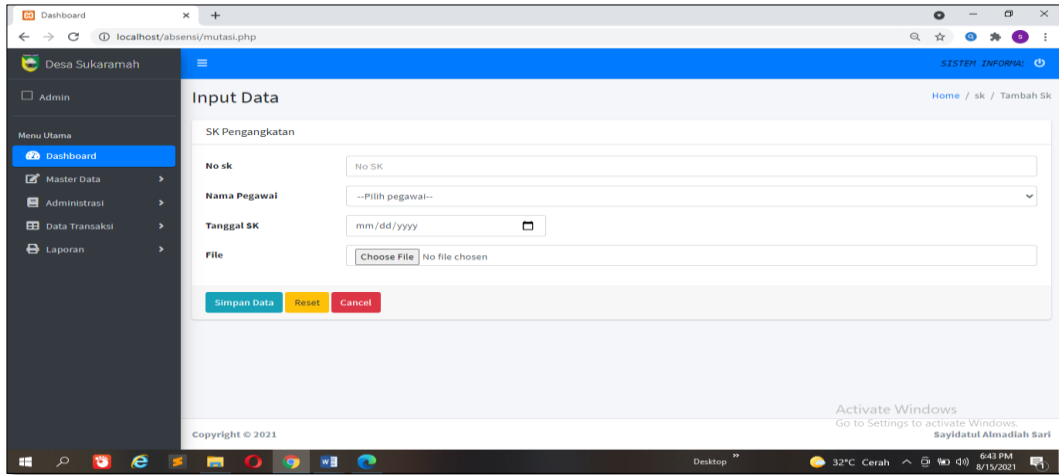 Dashboard
localhost/absensi/mutasi.php
Desa Sukaramah
SISTEM INFORMA
Admin
Input Data
Home / sk / Tambah Sk
Menu Utama
SK Pengangkatan
Dashboard
No sk
No SK
Master Data
Nama Pegawai
--Pilih pegawai--
Administrasi
Data Transaksi
Tanggal SK
mm/dd/yyyy
Laporan
File
Choose File No file chosen
Simpan Data
Reset
Cancel
Activate Windows
Go to Settings to activate Windows.
Copyright © 2021
Sayidatul Almadiah Sari
Desktop
32°C Cerah
6:43 PM
8/15/2021